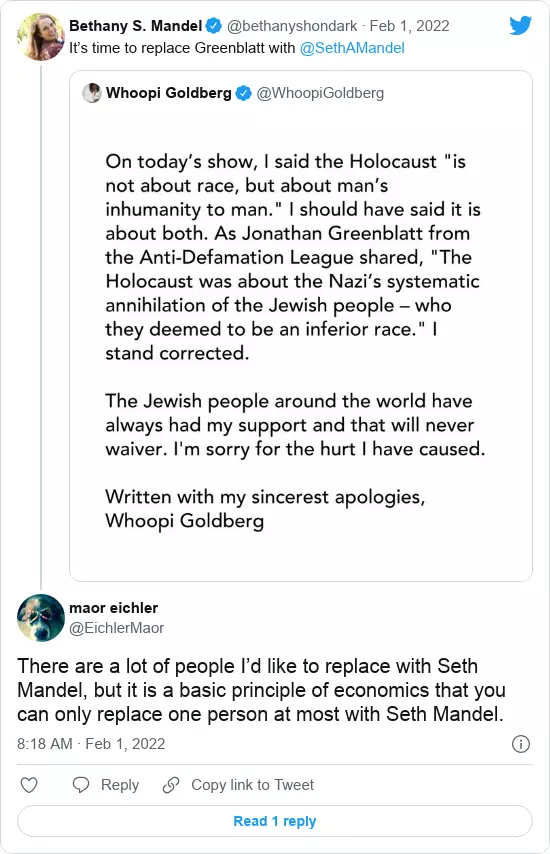 Bethany S. Mandel @bethanyshondark · Feb 1, 2022
It's time to replace Greenblatt with @SethAMandel
Whoopi Goldberg @WhoopiGoldberg
On today's show, I said the Holocaust "is
not about race, but about man's
inhumanity to man." I should have said it is
about both. As Jonathan Greenblatt from
the Anti-Defamation League shared, "The
Holocaust was about the Nazi's systematic
annihilation of the Jewish people – who
they deemed to be an inferior race." I
stand corrected.
The Jewish people around the world have
always had my support and that will never
waiver. I'm sorry for the hurt I have caused.
Written with my sincerest apologies,
Whoopi Goldberg
maor eichler
@EichlerMaor
There are a lot of people I'd like to replace with Seth
Mandel, but it is a basic principle of economics that you
can only replace one person at most with Seth Mandel.
8:18 AM · Feb 1, 2022
Reply Copy link to Tweet
Read 1 reply